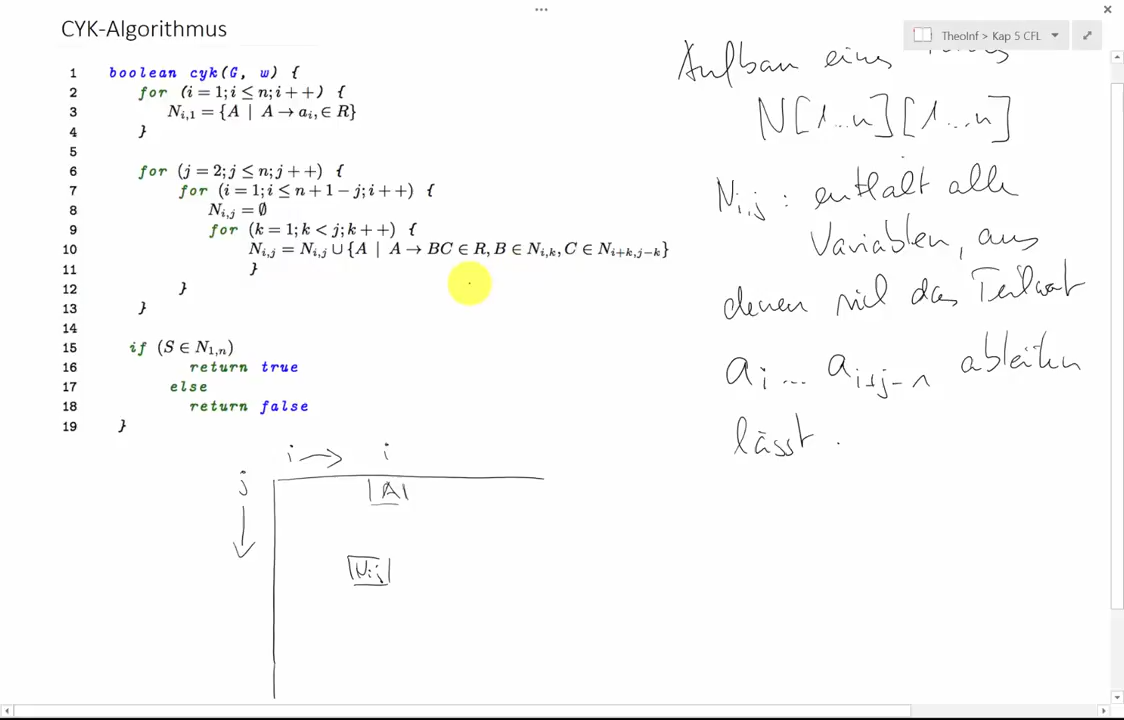 CYK-Algorithmus
TheoInf > Kap 5 CFL
1 boolean cyk(G, w) {
2 for (i = 1; i ≤ n; i++) {
3 N_{i,1} = {A | A → a_i, ∈ R}
4 }
5
6 for (j = 2; j ≤ n; j++) {
7 for (i = 1; i ≤ n + 1 − j; i++) {
8 N_{i,j} = ∅
9 for (k = 1; k < j; k++) {
10 N_{i,j} = N_{i,j} ∪ {A | A → BC ∈ R, B ∈ N_{i,k}, C ∈ N_{i+k,j−k}}
11 }
12 }
13 }
14
15 if (S ∈ N_{1,n})
16 return true
17 else
18 return false
19 }
Aufbau eines
N[1...n][1...n]
N_{i,j} : enthält alle
Variablen, aus
denen sich das Teilwort
a_i ... a_{i+j-1} ableiten
lässt.
i → i
j
A
N_{i,j}